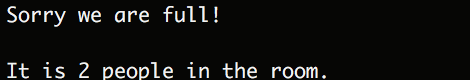 Sorry we are full!
It is 2 people in the room.